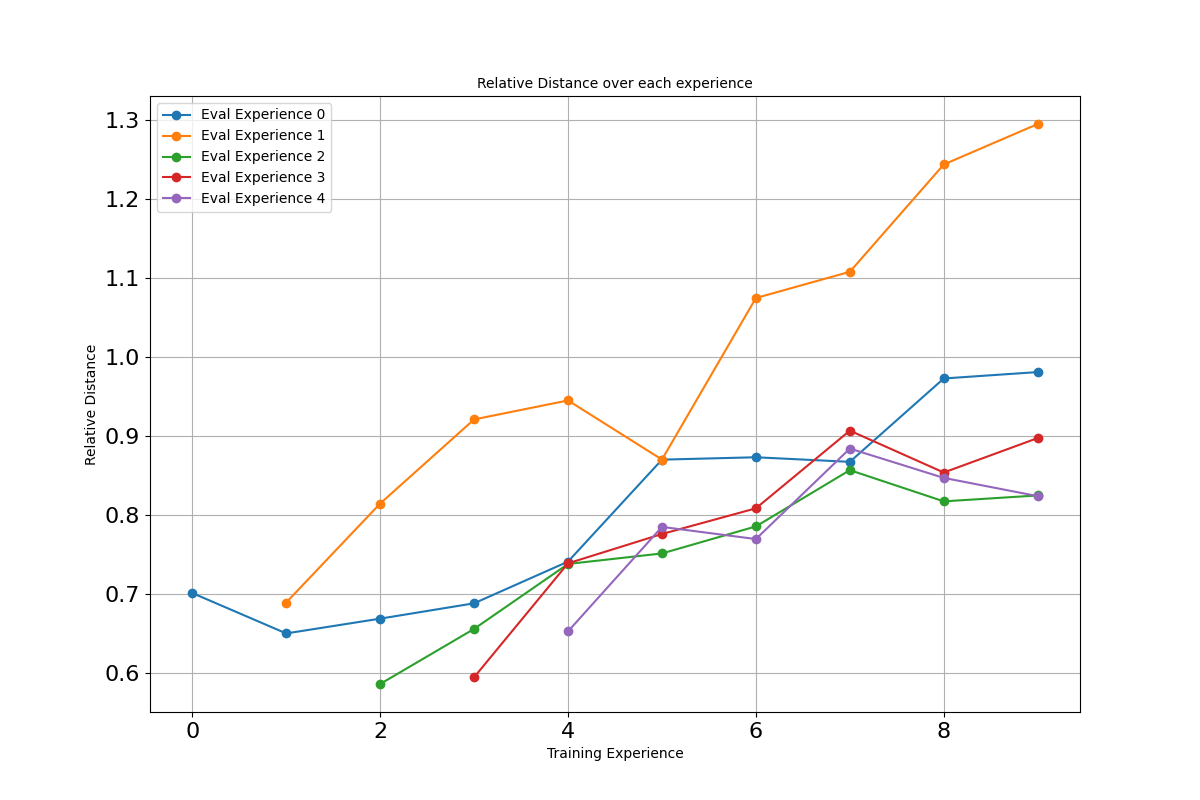 Relative Distance over each experience
Eval Experience 0
Eval Experience 1
Eval Experience 2
Eval Experience 3
Eval Experience 4
Relative Distance
1.3
1.2
1.1
1.0
0.9
0.8
0.7
0.6
0 2 4 6 8
Training Experience